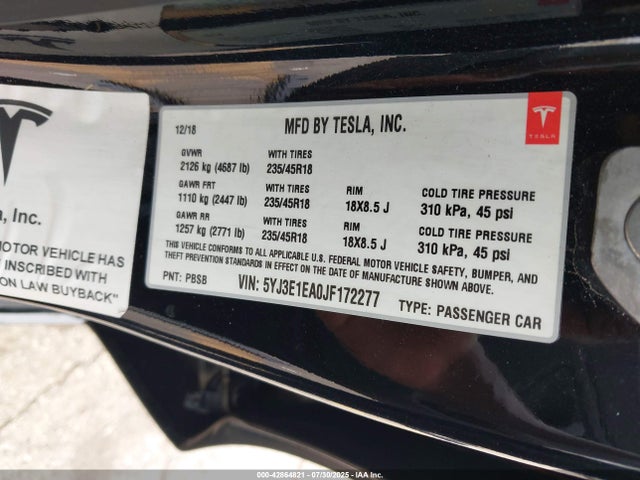 12/18 MFD BY TESLA, INC.
TESLA
GVWR WITH TIRES
2126 kg (4687 lb) 235/45R18
GAWR FRT WITH TIRES RIM COLD TIRE PRESSURE
1110 kg (2447 lb) 235/45R18 18X8.5 J 310 kPa, 45 psi
GAWR RR WITH TIRES RIM COLD TIRE PRESSURE
1257 kg (2771 lb) 235/45R18 18X8.5 J 310 kPa, 45 psi
THIS VEHICLE CONFORMS TO ALL APPLICABLE U.S. FEDERAL MOTOR VEHICLE SAFETY, BUMPER, AND
THEFT PREVENTION STANDARDS IN EFFECT ON THE DATE OF MANUFACTURE SHOWN ABOVE.
PNT: PBSB VIN: 5YJ3E1EA0JF172277 TYPE: PASSENGER CAR
, Inc.
MOTOR VEHICLE HAS
INSCRIBED WITH
ON LAW BUYBACK"
000-42864821 - 07/30/2025 - IAA Inc.